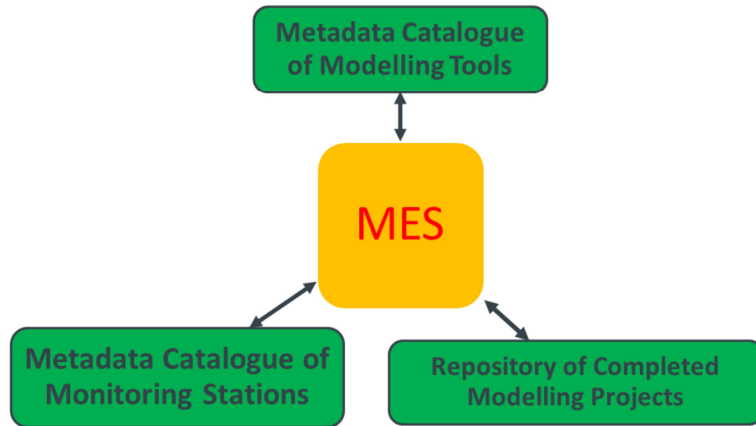 Metadata Catalogue
of Modelling Tools
MES
Metadata Catalogue of
Monitoring Stations
Repository of Completed
Modelling Projects